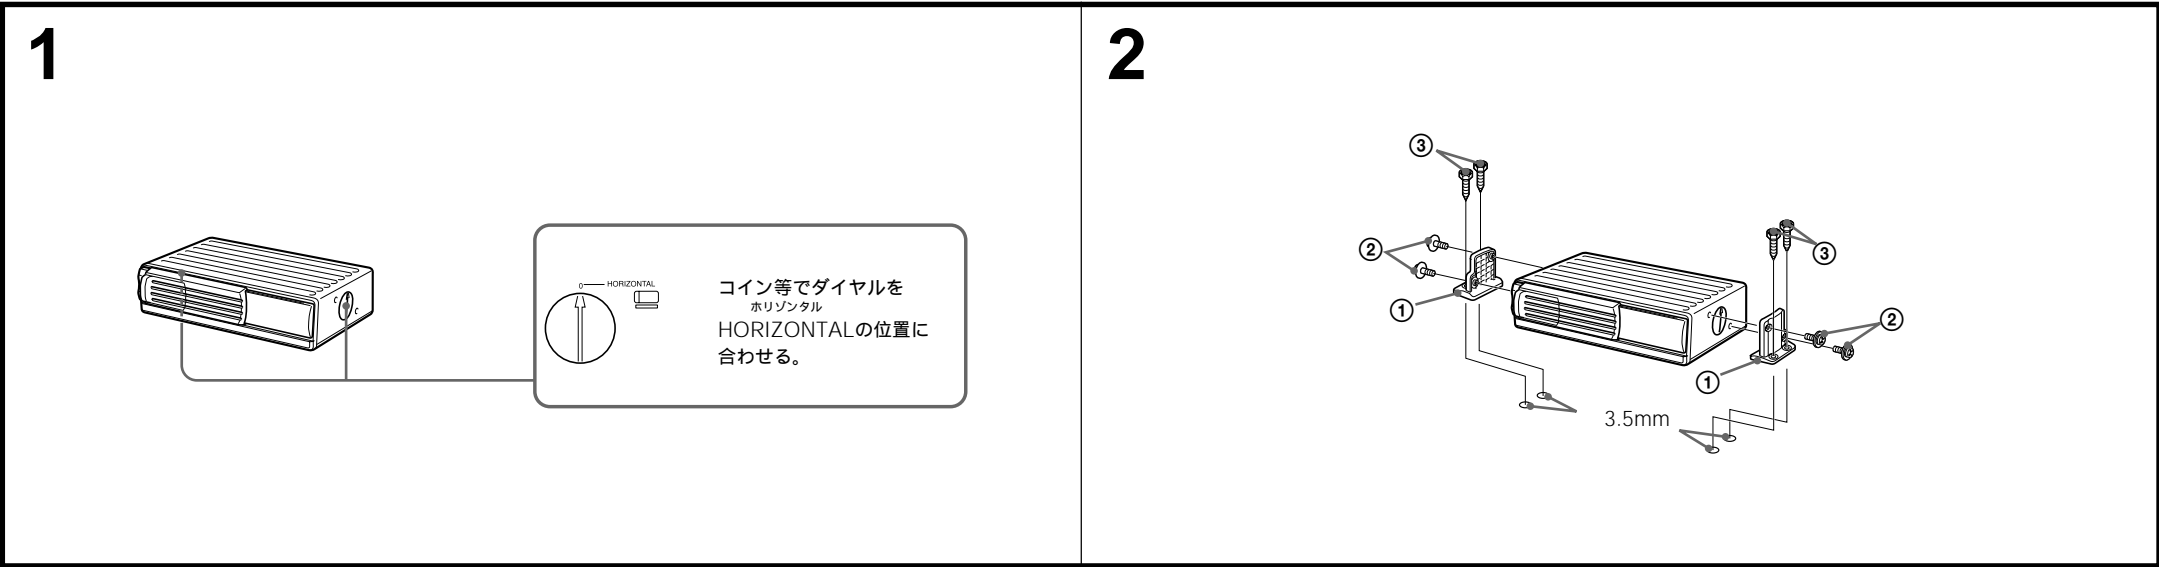 1
0
HORIZONTAL
コイン等でダイヤルを
ホリゾンタル
HORIZONTALの位置に
合わせる。
2
③
③
②
②
①
①
3.5mm